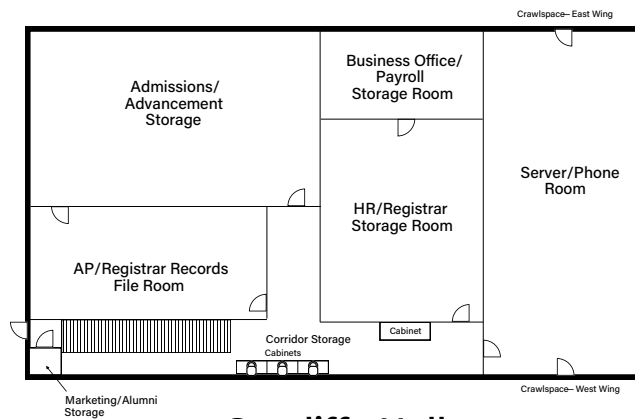 Crawlspace–East Wing
Admissions/
Advancement
Storage
Business Office/
Payroll
Storage Room
Server/Phone
Room
HR/Registrar
Storage Room
AP/Registrar Records
File Room
Cabinet
Corridor Storage
Cabinets
Crawlspace–West Wing
Marketing/Alumni
Storage